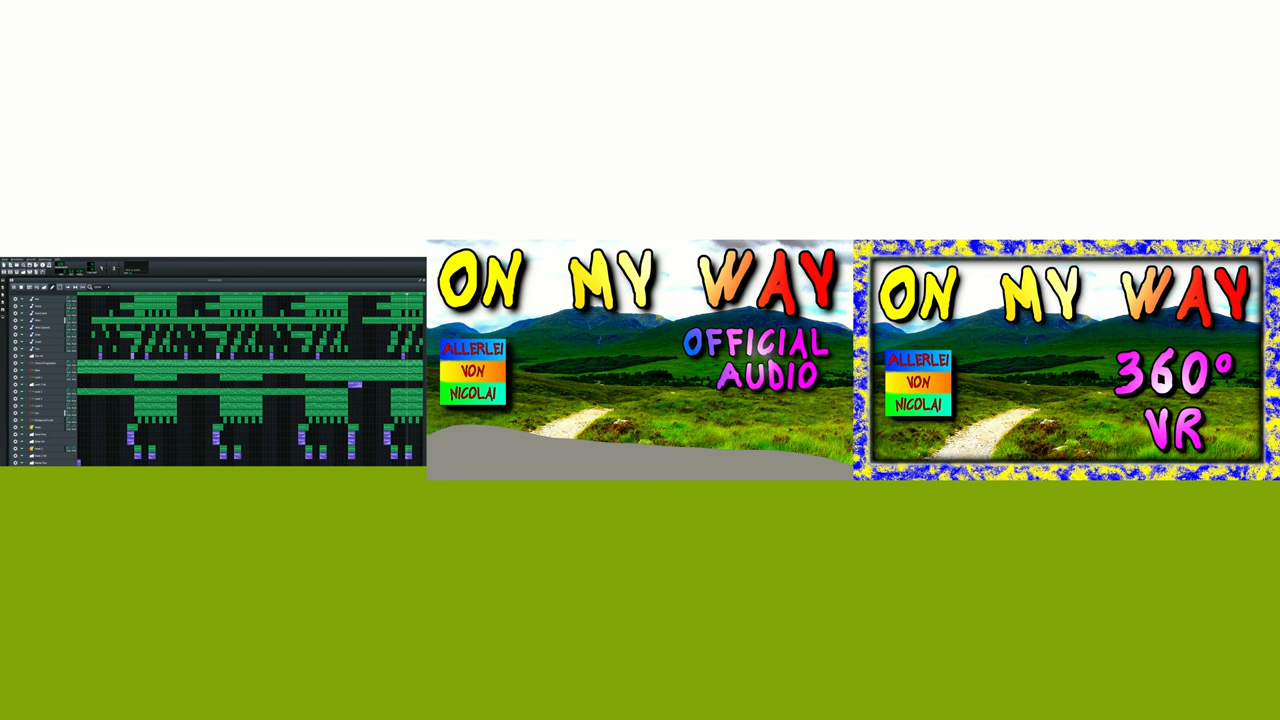 ON MY WAY
OFFICIAL
AUDIO
ALLERLEI
VON
NICOLAI
ON MY WAY
360°
VR
ALLERLEI
VON
NICOLAI